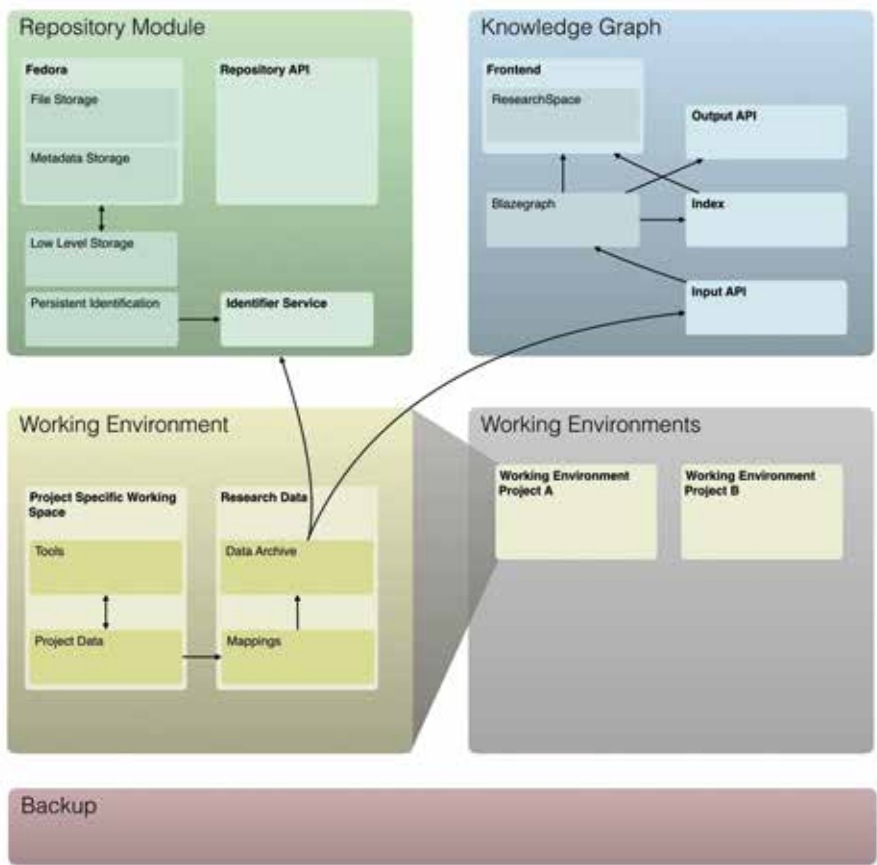 Repository Module
Fedora
File Storage
Metadata Storage
Low Level Storage
Persistent Identification
Repository API
Identifier Service
Knowledge Graph
Frontend
ResearchSpace
Blazegraph
Output API
Index
Input API
Working Environment
Project Specific Working
Space
Tools
Project Data
Research Data
Data Archive
Mappings
Working Environments
Working Environment
Project A
Working Environment
Project B
Backup